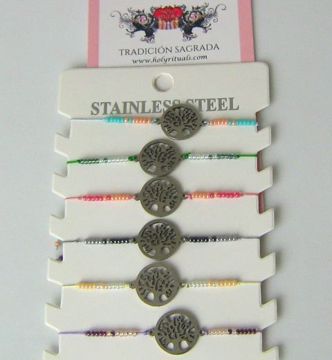 TRADICIÓN SAGRADA
www.holyrituals.com
STAINLESS STEEL